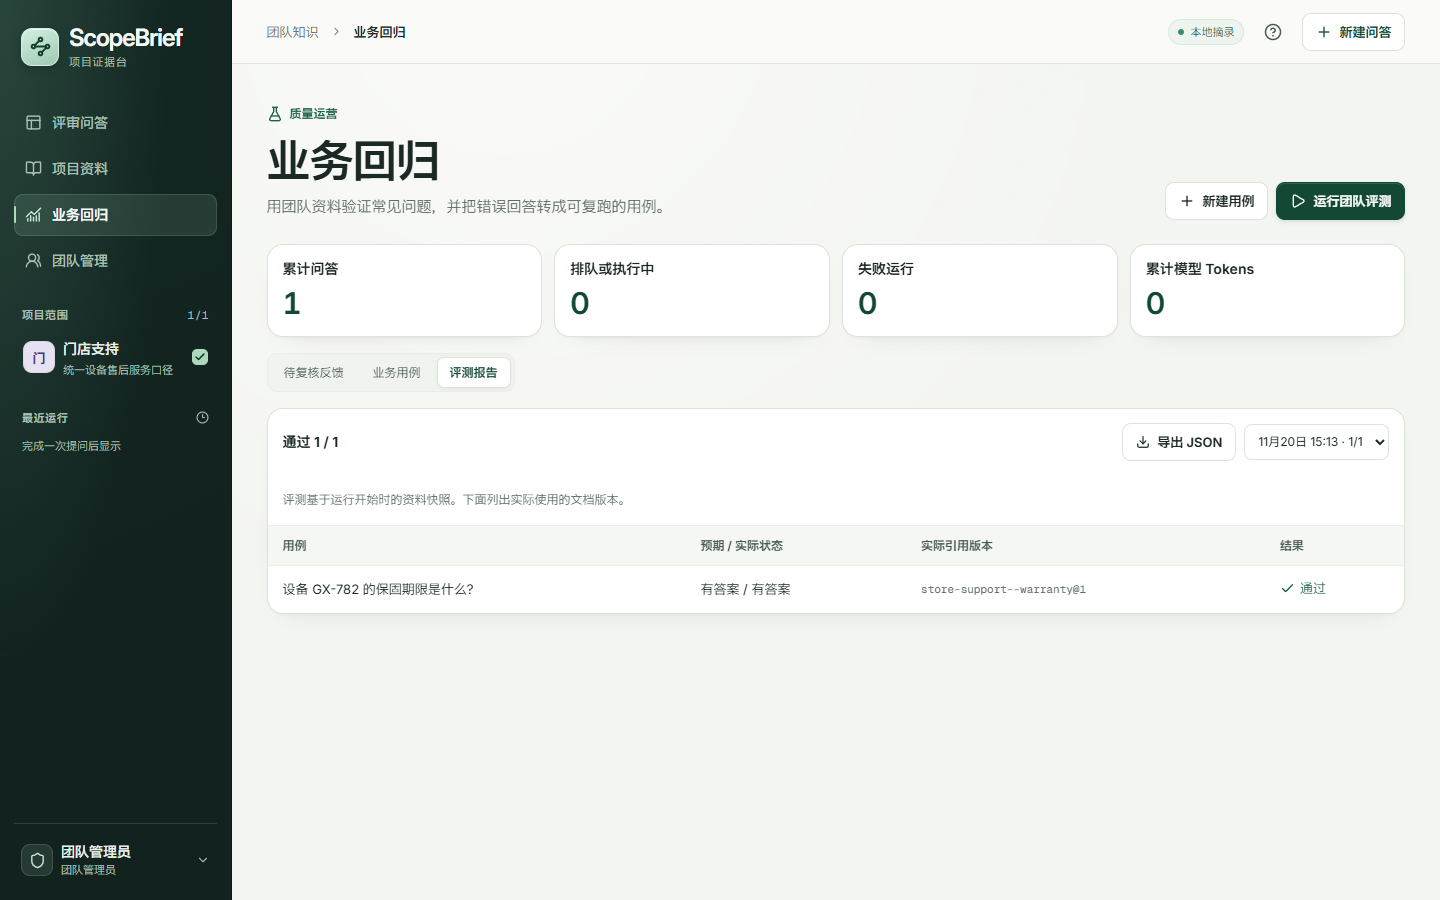 ScopeBrief
项目证据台
评审问答
项目资料
业务回归
团队管理
项目范围 1/1
门 门店支持
统一设备售后服务口径
最近运行
完成一次提问后显示
团队管理员
团队管理员
团队知识 > 业务回归
本地摘录
新建问答
质量运营
业务回归
用团队资料验证常见问题，并把错误回答转成可复跑的用例。
新建用例
运行团队评测
累计问答
1
排队或执行中
0
失败运行
0
累计模型 Tokens
0
待复核反馈 业务用例 评测报告
通过 1 / 1
导出 JSON
11月20日 15:13 · 1/1
评测基于运行开始时的资料快照。下面列出实际使用的文档版本。
用例 预期 / 实际状态 实际引用版本 结果
设备 GX-782 的保固期限是什么? 有答案 / 有答案 store-support--warranty@1 通过